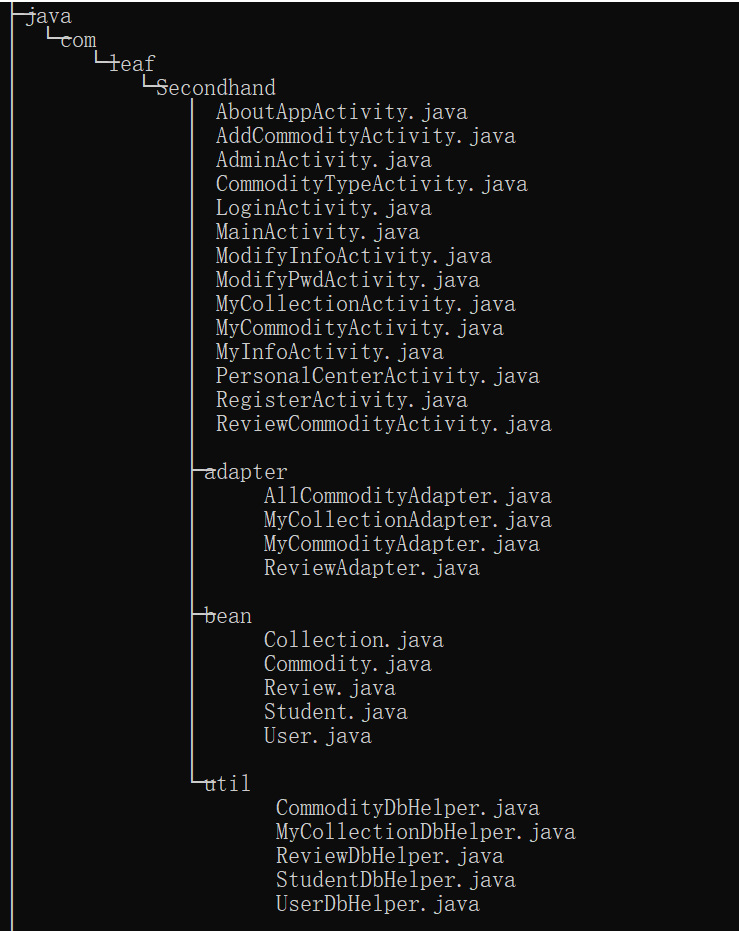 java
com
leaf
Secondhand
AboutAppActivity.java
AddCommodityActivity.java
AdminActivity.java
CommodityTypeActivity.java
LoginActivity.java
MainActivity.java
ModifyInfoActivity.java
ModifyPwdActivity.java
MyCollectionActivity.java
MyCommodityActivity.java
MyInfoActivity.java
PersonalCenterActivity.java
RegisterActivity.java
ReviewCommodityActivity.java
adapter
AllCommodityAdapter.java
MyCollectionAdapter.java
MyCommodityAdapter.java
ReviewAdapter.java
bean
Collection.java
Commodity.java
Review.java
Student.java
User.java
util
CommodityDbHelper.java
MyCollectionDbHelper.java
ReviewDbHelper.java
StudentDbHelper.java
UserDbHelper.java